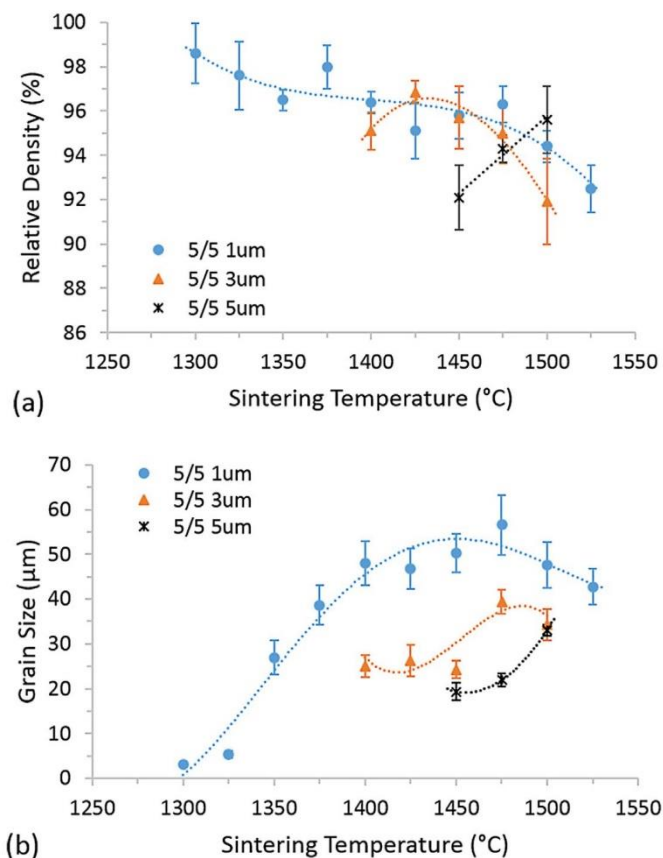 100
98
96
94
92
90
88
86
Relative Density (%)
5/5 1um
5/5 3um
5/5 5um
1250 1300 1350 1400 1450 1500 1550
(a) Sintering Temperature (°C)
70
60
50
40
30
20
10
0
Grain Size (µm)
5/5 1um
5/5 3um
5/5 5um
1250 1300 1350 1400 1450 1500 1550
(b) Sintering Temperature (°C)